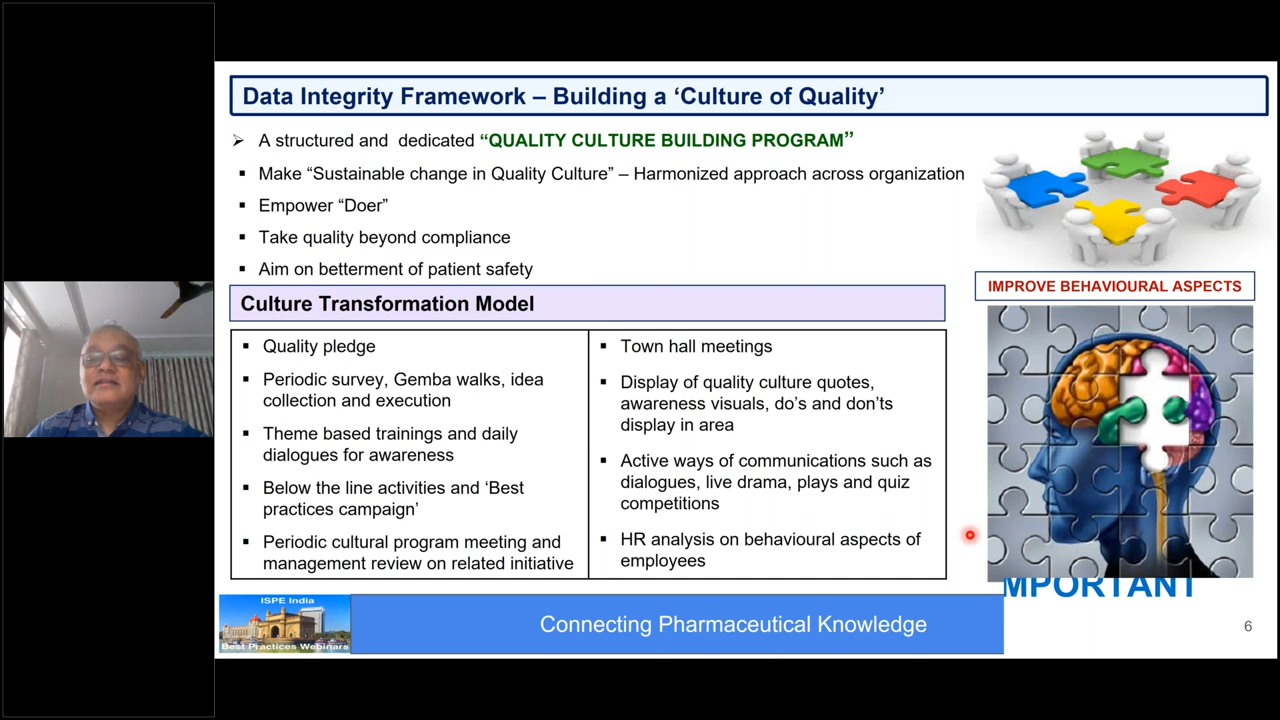 Data Integrity Framework – Building a ‘Culture of Quality’
A structured and dedicated “QUALITY CULTURE BUILDING PROGRAM”
Make “Sustainable change in Quality Culture” – Harmonized approach across organization
Empower “Doer”
Take quality beyond compliance
Aim on betterment of patient safety
IMPROVE BEHAVIOURAL ASPECTS
Culture Transformation Model
Quality pledge
Periodic survey, Gemba walks, idea
collection and execution
Theme based trainings and daily
dialogues for awareness
Below the line activities and ‘Best
practices campaign’
Periodic cultural program meeting and
management review on related initiative
Town hall meetings
Display of quality culture quotes,
awareness visuals, do’s and don’ts
display in area
Active ways of communications such as
dialogues, live drama, plays and quiz
competitions
HR analysis on behavioural aspects of
employees
MPORTANT
ISPE India
Best Practices Webinars
Connecting Pharmaceutical Knowledge
6